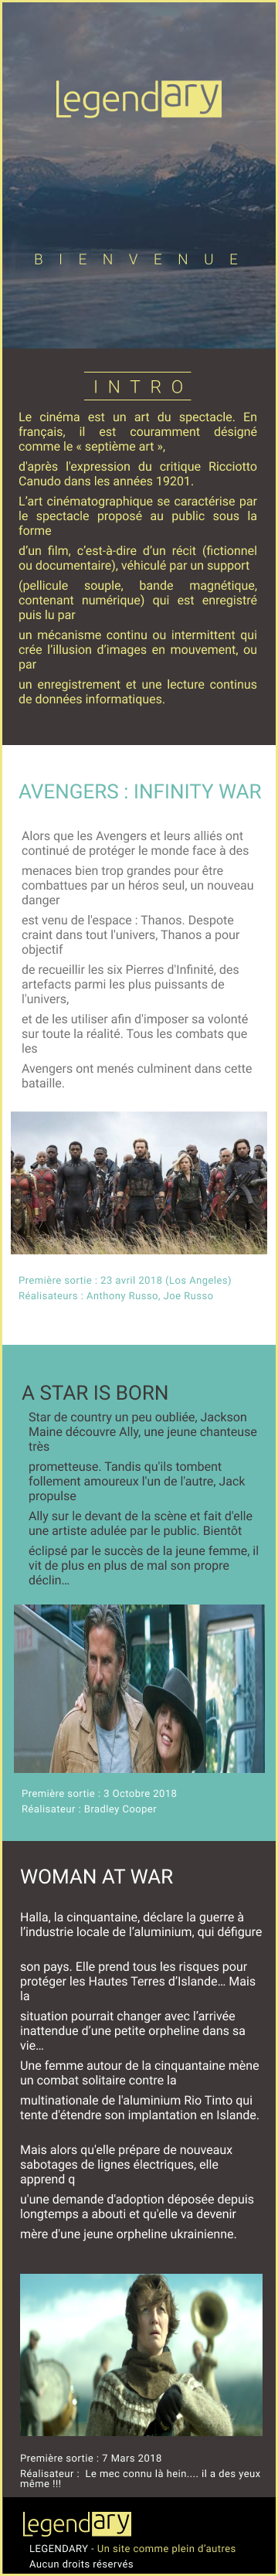 Legendary
BIENVENUE
INTRO
Le cinéma est un art du spectacle. En
français, il est couramment désigné
comme le « septième art »,
d'après l'expression du critique Ricciotto
Canudo dans les années 19201.
L'art cinématographique se caractérise par
le spectacle proposé au public sous la
forme
d'un film, c'est-à-dire d'un récit (fictionnel
ou documentaire), véhiculé par un support
(pellicule souple, bande magnétique,
contenant numérique) qui est enregistré
puis lu par
un mécanisme continu ou intermittent qui
crée l'illusion d'images en mouvement, ou
par
un enregistrement et une lecture continus
de données informatiques.
AVENGERS : INFINITY WAR
Alors que les Avengers et leurs alliés ont
continué de protéger le monde face à des
menaces bien trop grandes pour être
combattues par un héros seul, un nouveau
danger
est venu de l'espace : Thanos. Despote
craint dans tout l'univers, Thanos a pour
objectif
de recueillir les six Pierres d'Infinité, des
artefacts parmi les plus puissants de
l'univers,
et de les utiliser afin d'imposer sa volonté
sur toute la réalité. Tous les combats que
les
Avengers ont menés culminent dans cette
bataille.
Première sortie : 23 avril 2018 (Los Angeles)
Réalisateurs : Anthony Russo, Joe Russo
A STAR IS BORN
Star de country un peu oubliée, Jackson
Maine découvre Ally, une jeune chanteuse
très
prometteuse. Tandis qu'ils tombent
follement amoureux l'un de l'autre, Jack
propulse
Ally sur le devant de la scène et fait d'elle
une artiste adulée par le public. Bientôt
éclipsé par le succès de la jeune femme, il
vit de plus en plus de mal son propre
déclin…
Première sortie : 3 Octobre 2018
Réalisateur : Bradley Cooper
WOMAN AT WAR
Halla, la cinquantaine, déclare la guerre à
l'industrie locale de l'aluminium, qui défigure
son pays. Elle prend tous les risques pour
protéger les Hautes Terres d'Islande… Mais
la
situation pourrait changer avec l'arrivée
inattendue d'une petite orpheline dans sa
vie…
Une femme autour de la cinquantaine mène
un combat solitaire contre la
multinationale de l'aluminium Rio Tinto qui
tente d'étendre son implantation en Islande.
Mais alors qu'elle prépare de nouveaux
sabotages de lignes électriques, elle
apprend q
u'une demande d'adoption déposée depuis
longtemps a abouti et qu'elle va devenir
mère d'une jeune orpheline ukrainienne.
Première sortie : 7 Mars 2018
Réalisateur : Le mec connu là hein.... il a des yeux
même !!!
Legendary
LEGENDARY - Un site comme plein d'autres
Aucun droits réservés